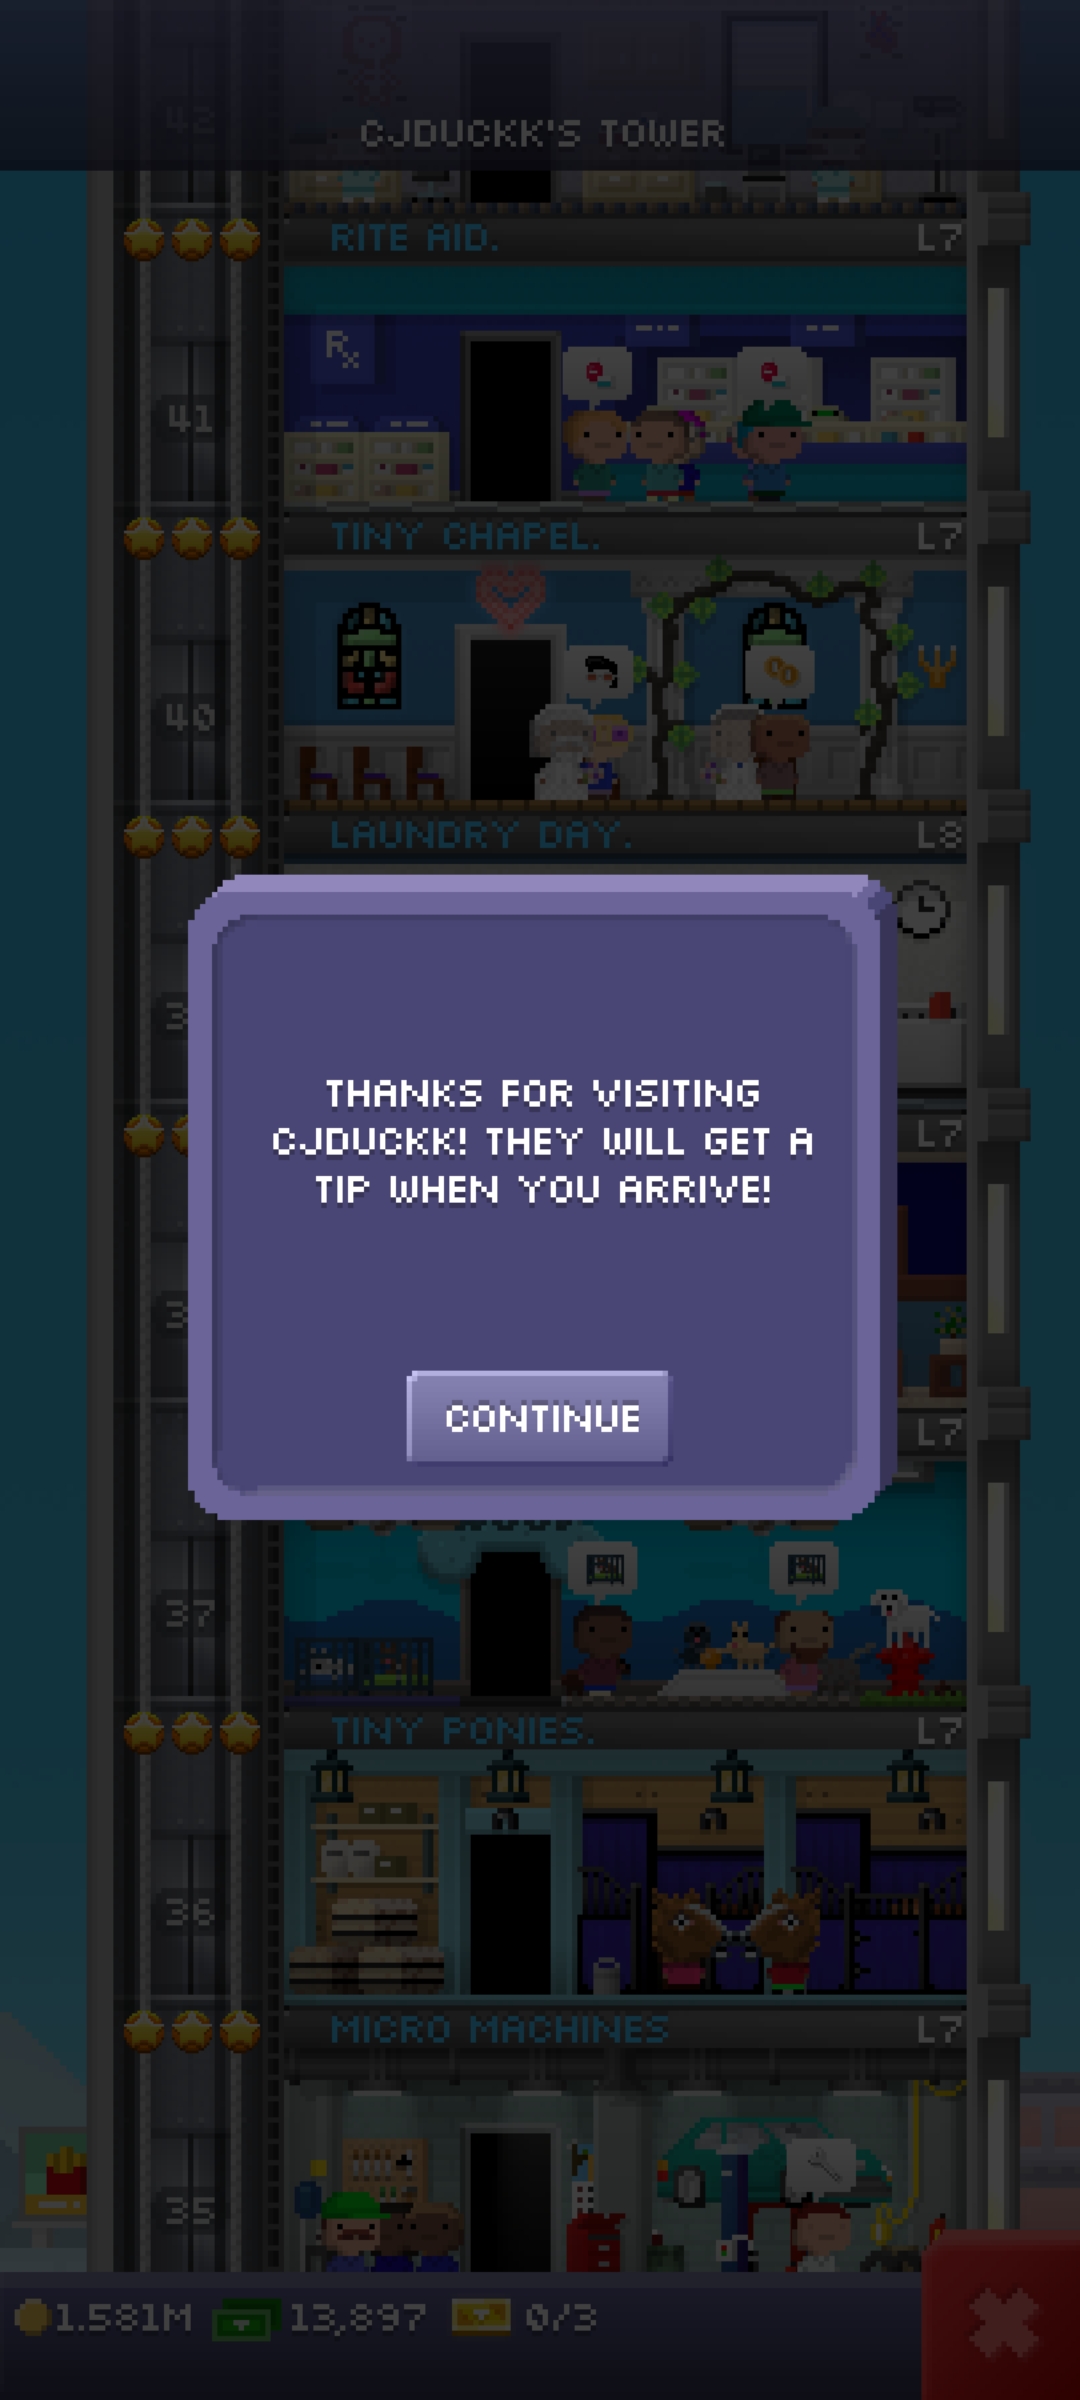 42
CJDUCKK'S TOWER
RITE AID.
L7
Rx
41
TINY CHAPEL.
L7
40
LAUNDRY DAY.
L8
3
L7
THANKS FOR VISITING
CJDUCKK! THEY WILL GET A
TIP WHEN YOU ARRIVE!
3
CONTINUE
L7
37
TINY PONIES.
L7
36
MICRO MACHINES
L7
35
1.581M 13,897 0/3